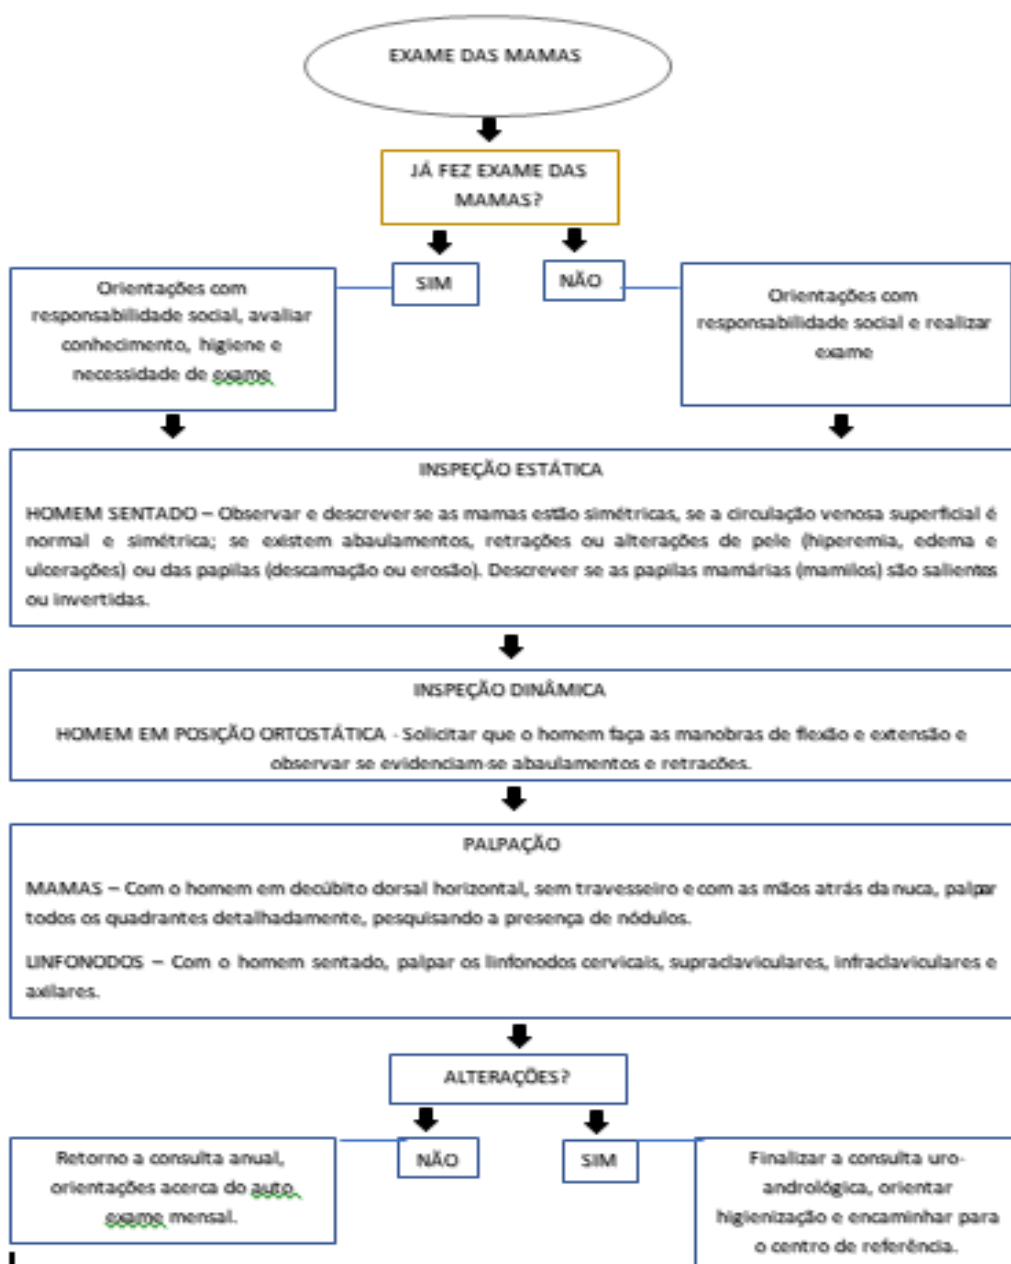 EXAME DAS MAMAS
JÁ FEZ EXAME DAS
MAMAS?
SIM
NÃO
Orientações com
responsabilidade social, avaliar
conhecimento, higiene e
necessidade de exame
Orientações com
responsabilidade social e realizar
exame
INSPEÇÃO ESTÁTICA
HOMEM SENTADO – Observar e descrever se as mamas estão simétricas, se a circulação venosa superficial é
normal e simétrica; se existem abaulamentos, retrações ou alterações de pele (hiperemia, edema e
ulcerações) ou das papilas (descamação ou erosão). Descrever se as papilas mamárias (mamilos) são salientes
ou invertidas.
INSPEÇÃO DINÂMICA
HOMEM EM POSIÇÃO ORTOSTÁTICA - Solicitar que o homem faça as manobras de flexão e extensão e
observar se evidenciam-se abaulamentos e retrações.
PALPAÇÃO
MAMAS – Com o homem em decúbito dorsal horizontal, sem travesseiro e com as mãos atrás da nuca, palpar
todos os quadrantes detalhadamente, pesquisando a presença de nódulos.
LINFONODOS – Com o homem sentado, palpar os linfonodos cervicais, supraclaviculares, infraclaviculares e
axilares.
ALTERAÇÕES?
NÃO
SIM
Retorno a consulta anual,
orientações acerca do auto
exame mensal.
Finalizar a consulta uro-
andrológica, orientar
higienização e encaminhar para
o centro de referência.